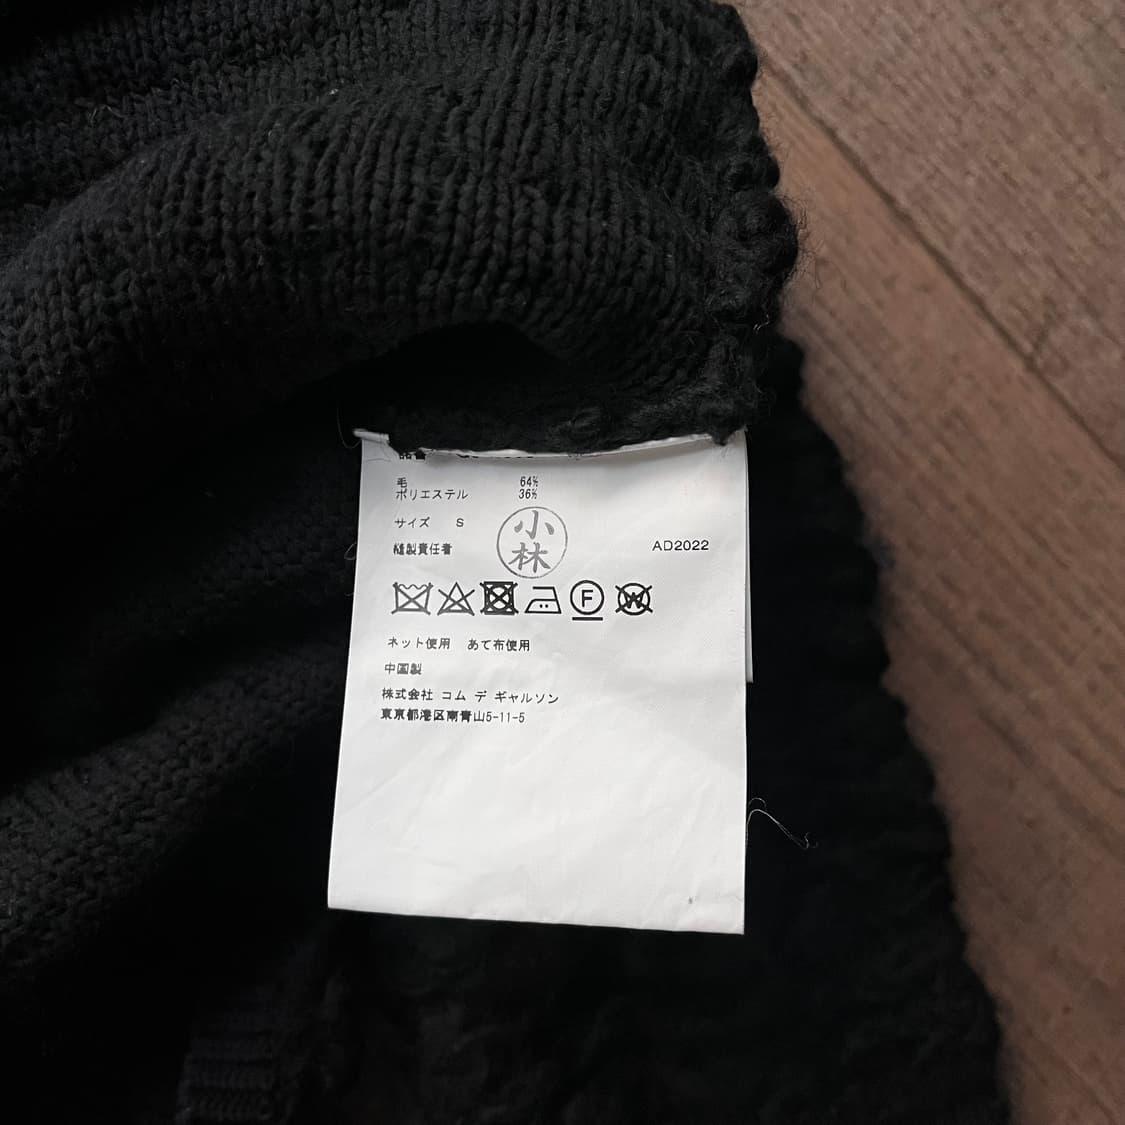 毛 64%
ポリエステル 36%
サイズ S
縫製責任者 小林 AD2022
F W
ネット使用 あて布使用
中国製
株式会社 コム デ ギャルソン
東京都港区南青山5-11-5